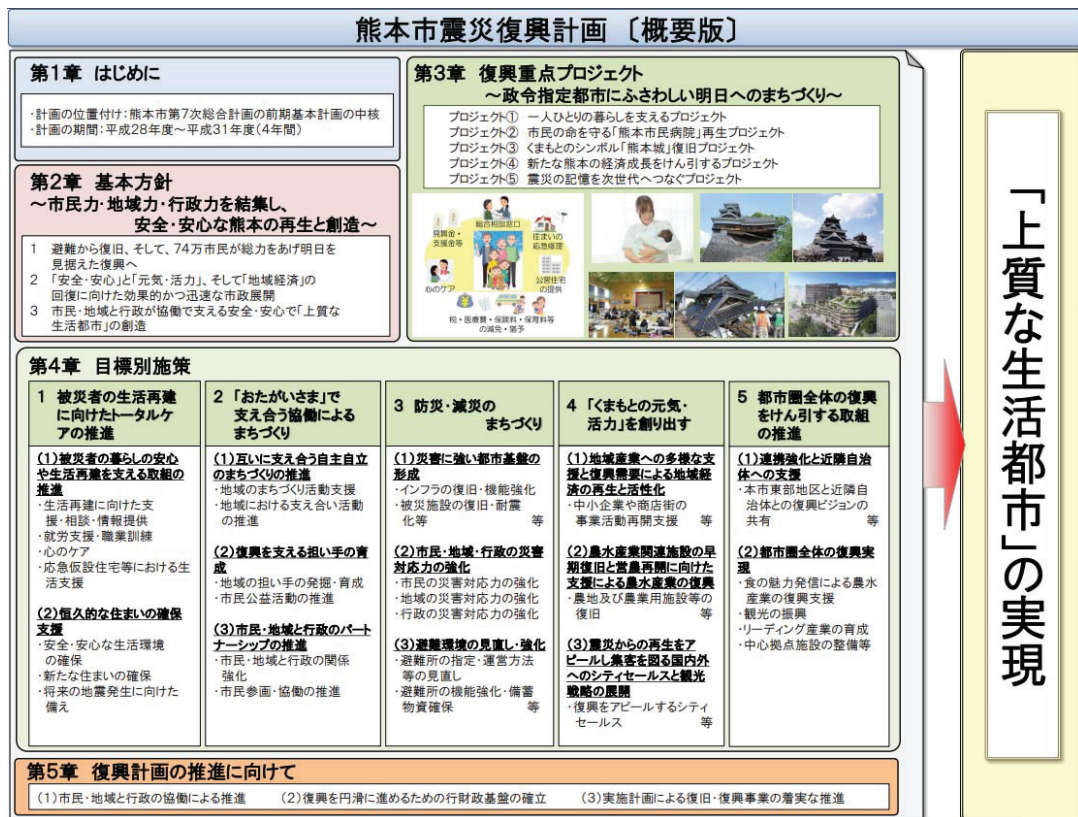 熊本市震災復興計画 〔概要版〕
第1章 はじめに
・計画の位置付け:熊本市第7次総合計画の前期基本計画の中核
・計画の期間:平成28年度～平成31年度(4年間)
第2章 基本方針
～市民力・地域力・行政力を結集し、
安全・安心な熊本の再生と創造～
1 避難から復旧、そして、74万市民が総力をあげ明日を
見据えた復興へ
2 「安全・安心」と「元気・活力」、そして「地域経済」の
回復に向けた効果的かつ迅速な市政展開
3 市民・地域と行政が協働で支える安全・安心で「上質な
生活都市」の創造
第3章 復興重点プロジェクト
～政令指定都市にふさわしい明日へのまちづくり～
プロジェクト① 一人ひとりの暮らしを支えるプロジェクト
プロジェクト② 市民の命を守る「熊本市民病院」再生プロジェクト
プロジェクト③ くまもとのシンボル「熊本城」復旧プロジェクト
プロジェクト④ 新たな熊本の経済成長をけん引するプロジェクト
プロジェクト⑤ 震災の記憶を次世代へつなぐプロジェクト
総合相談窓口
見舞金・
支援金等
住まいの
応急修理
心のケア
公営住宅
の提供
税・医療費・保険料・保育料等
の減免・猶予
第4章 目標別施策
1 被災者の生活再建
に向けたトータルケ
アの推進
(1)被災者の暮らしの安心
や生活再建を支える取組の
推進
・生活再建に向けた支
援・相談・情報提供
・就労支援・職業訓練
・心のケア
・応急仮設住宅等における生
活支援
(2)恒久的な住まいの確保
支援
・安全・安心な生活環境
の確保
・新たな住まいの確保
・将来の地震発生に向けた
備え
2 「おたがいさま」で
支え合う協働による
まちづくり
(1)互いに支え合う自主自立
のまちづくりの推進
・地域のまちづくり活動支援
・地域における支え合い活動
の推進
(2)復興を支える担い手の育
成
・地域の担い手の発掘・育成
・市民公益活動の推進
(3)市民・地域と行政のパート
ナーシップの推進
・市民・地域と行政の関係
強化
・市民参画・協働の推進
3 防災・減災の
まちづくり
(1)災害に強い都市基盤の
形成
・インフラの復旧・機能強化
・被災施設の復旧・耐震
化等 等
(2)市民・地域・行政の災害
対応力の強化
・市民の災害対応力の強化
・地域の災害対応力の強化
・行政の災害対応力の強化
(3)避難環境の見直し・強化
・避難所の指定・運営方法
等の見直し
・避難所の機能強化・備蓄
物資確保 等
4 「くまもとの元気・
活力」を創り出す
(1)地域産業への多様な支
援と復興需要による地域経
済の再生と活性化
・中小企業や商店街の
事業活動再開支援 等
(2)農水産業関連施設の早
期復旧と営農再開に向けた
支援による農水産業の復興
・農地及び農業用施設等の
復旧 等
(3)震災からの再生をア
ピールし集客を図る国内外
へのシティセールスと観光
戦略の展開
・復興をアピールするシティ
セールス 等
5 都市圏全体の復興
をけん引する取組
の推進
(1)連携強化と近隣自治
体への支援
・本市東部地区と近隣自
治体との復興ビジョンの
共有 等
(2)都市圏全体の復興実
現
・食の魅力発信による農水
産業の復興支援
・観光の振興
・リーディング産業の育成
・中心拠点施設の整備等
第5章 復興計画の推進に向けて
(1)市民・地域と行政の協働による推進 (2)復興を円滑に進めるための行財政基盤の確立 (3)実施計画による復旧・復興事業の着実な推進
「上質な生活都市」の実現